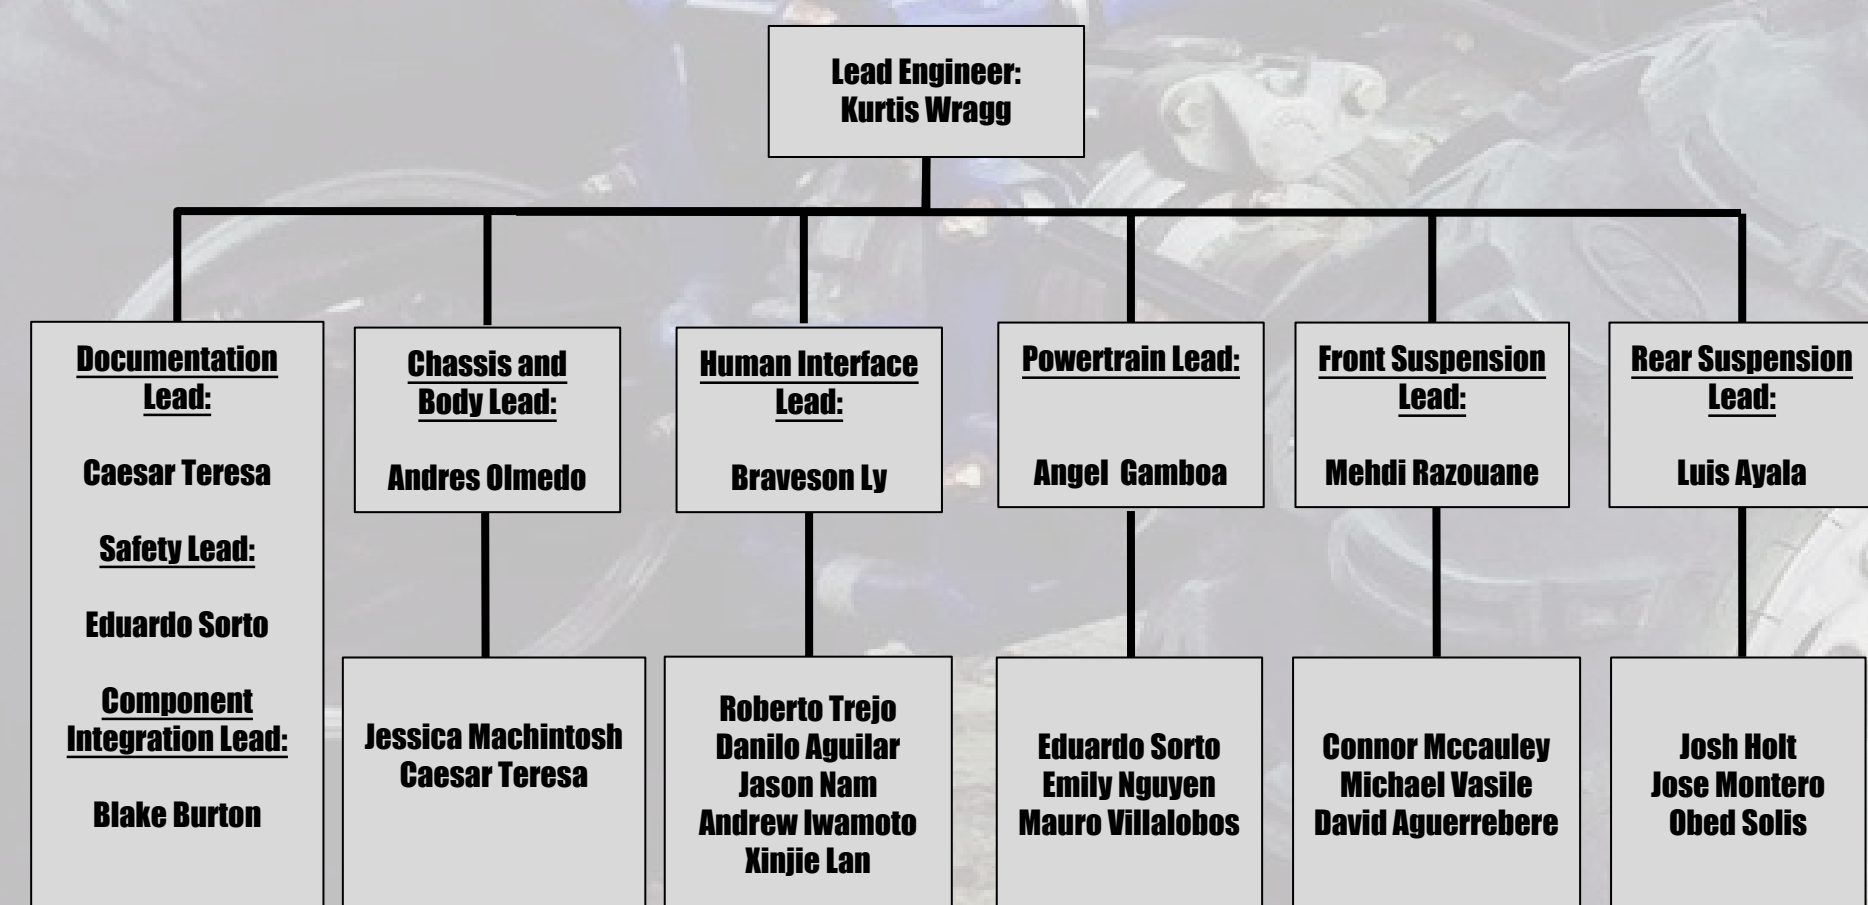 Lead Engineer:
Kurtis Wragg
Documentation
Lead:
Caesar Teresa
Safety Lead:
Eduardo Sorto
Component
Integration Lead:
Blake Burton
Chassis and
Body Lead:
Andres Olmedo
Jessica Machintosh
Caesar Teresa
Human Interface
Lead:
Braveson Ly
Roberto Trejo
Danilo Aguilar
Jason Nam
Andrew Iwamoto
Xinjie Lan
Powertrain Lead:
Angel  Gamboa
Eduardo Sorto
Emily Nguyen
Mauro Villalobos
Front Suspension
Lead:
Mehdi Razouane
Connor Mccauley
Michael Vasile
David Aguerrebere
Rear Suspension
Lead:
Luis Ayala
Josh Holt
Jose Montero
Obed Solis